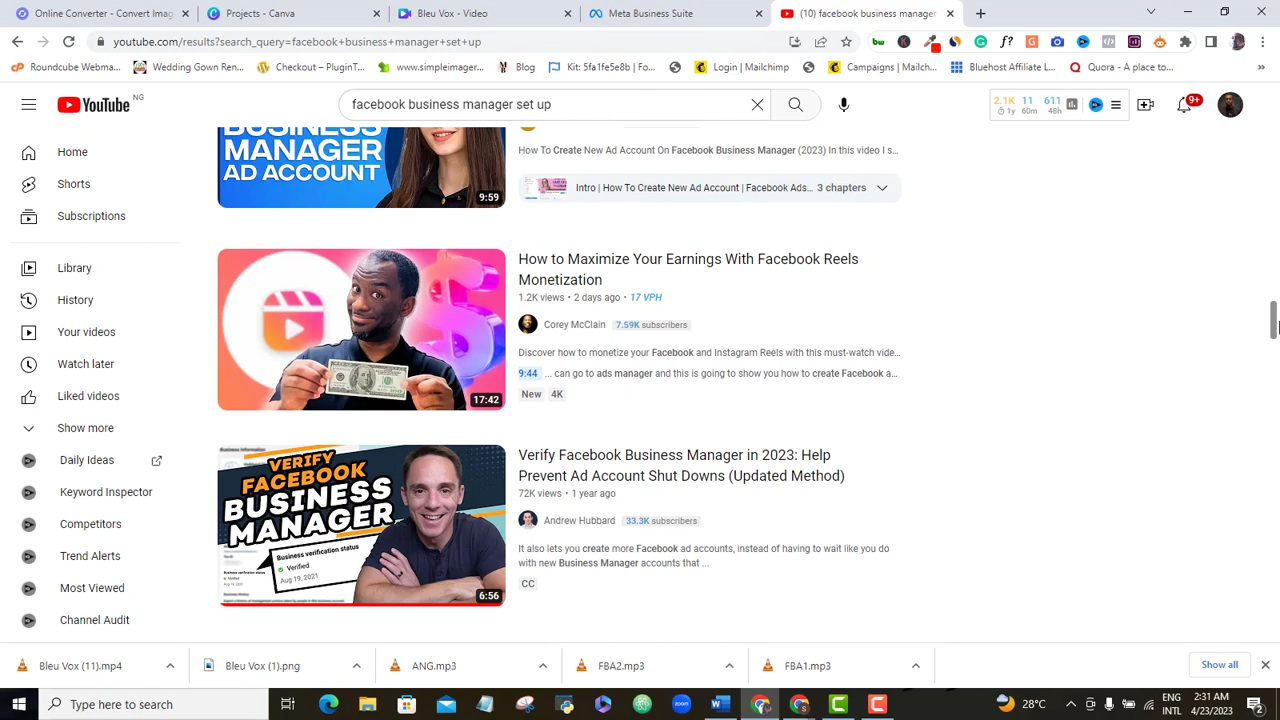 Online Converter - Convert Imag
Projects - Canva
Bleu Vox - Video
Meta Business Suite
(10) facebook business manager
youtube.com/results?search_query=facebook+business+manager+set+up
Roundcube Webma...
Wedding Gown Ren...
Checkout – PluginT...
www.simpleimager...
Blog
Kit: 5fa1fe5e8b | Fo...
Login | Mailchimp
Campaigns | Mailch...
Bluehost Affiliate L...
Quora - A place to...
»
YouTube NG
facebook business manager set up
2.1K 11 611
1y 60m 48h
9+
Home
Shorts
Subscriptions
Library
History
Your videos
Watch later
Liked videos
Show more
Daily Ideas
Keyword Inspector
Competitors
Trend Alerts
Most Viewed
Channel Audit
BUSINESS
MANAGER
AD ACCOUNT
9:59
How To Create New Ad Account On Facebook Business Manager (2023) In this video I s...
Intro | How To Create New Ad Account | Facebook Ads... 3 chapters
17:42
How to Maximize Your Earnings With Facebook Reels
Monetization
1.2K views • 2 days ago • 17 VPH
Corey McClain 7.59K subscribers
Discover how to monetize your Facebook and Instagram Reels with this must-watch vide...
9:44 ... can go to ads manager and this is going to show you how to create Facebook a...
New 4K
VERIFY
FACEBOOK
BUSINESS
MANAGER
Business verification status
Verified
Aug 19, 2021
6:56
Verify Facebook Business Manager in 2023: Help
Prevent Ad Account Shut Downs (Updated Method)
72K views • 1 year ago
Andrew Hubbard 33.3K subscribers
It also lets you create more Facebook ad accounts, instead of having to wait like you do
with new Business Manager accounts that ...
CC
Bleu Vox (11).mp4
Bleu Vox (1).png
ANG.mp3
FBA2.mp3
FBA1.mp3
Show all
Type here to search
28°C
ENG
INTL
2:31 AM
4/23/2023